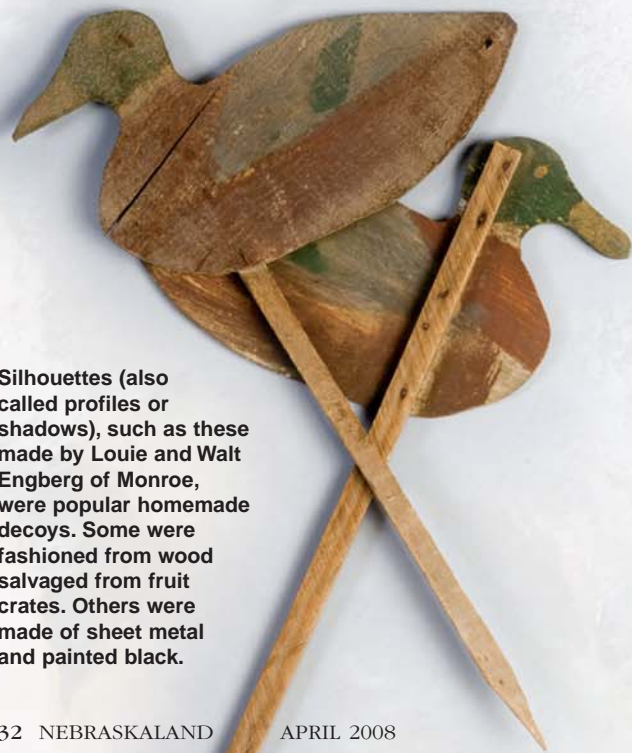 Silhouettes (also
called profiles or
shadows), such as these
made by Louie and Walt
Engberg of Monroe,
were popular homemade
decoys. Some were
fashioned from wood
salvaged from fruit
crates. Others were
made of sheet metal
and painted black.
32 NEBRASKALAND APRIL 2008